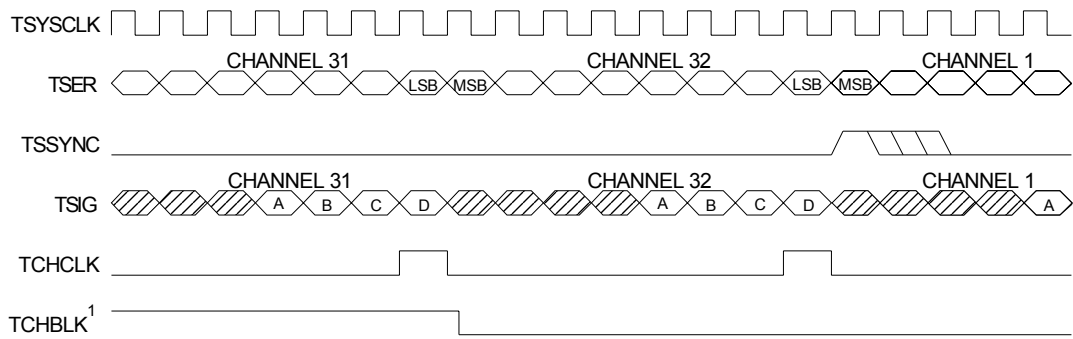 TSYSCLK
CHANNEL 31 CHANNEL 32 CHANNEL 1
TSER LSB MSB LSB MSB
TSSYNC
CHANNEL 31 CHANNEL 32 CHANNEL 1
TSIG A B C D A B C D A
TCHCLK
TCHBLK1